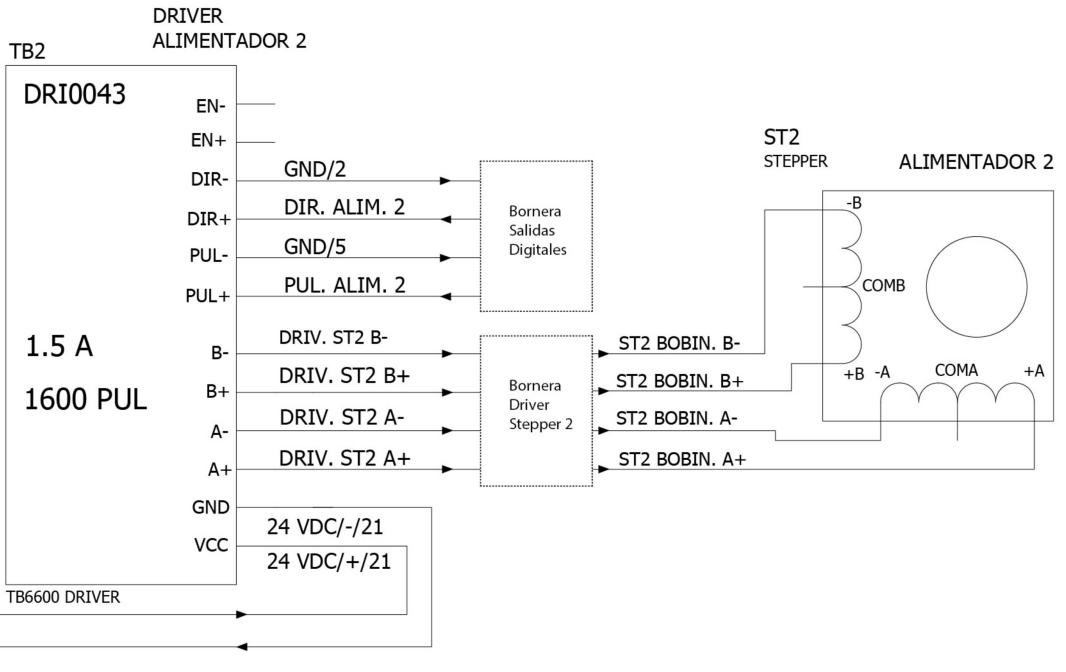 DRIVER
ALIMENTADOR 2
TB2
DRI0043
EN-
EN+
DIR-
GND/2
DIR+
DIR. ALIM. 2
PUL-
GND/5
PUL+
PUL. ALIM. 2
Bornera
Salidas
Digitales
1.5 A
1600 PUL
B-
DRIV. ST2 B-
B+
DRIV. ST2 B+
A-
DRIV. ST2 A-
A+
DRIV. ST2 A+
Bornera
Driver
Stepper 2
ST2 BOBIN. B-
ST2 BOBIN. B+
ST2 BOBIN. A-
ST2 BOBIN. A+
GND
24 VDC/-/21
VCC
24 VDC/+/21
TB6600 DRIVER
ST2
STEPPER
ALIMENTADOR 2
-B
COMB
+B
-A
COMA
+A